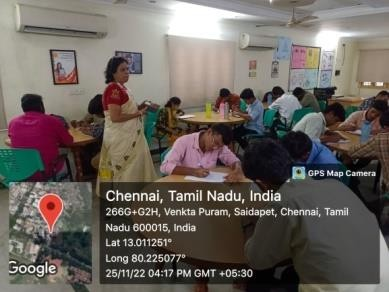 GPS Map Camera
Chennai, Tamil Nadu, India
266G+G2H, Venkta Puram, Saidapet, Chennai, Tamil
Nadu 600015, India
Lat 13.011251°
Long 80.225077°
25/11/22 04:17 PM GMT +05:30
Google